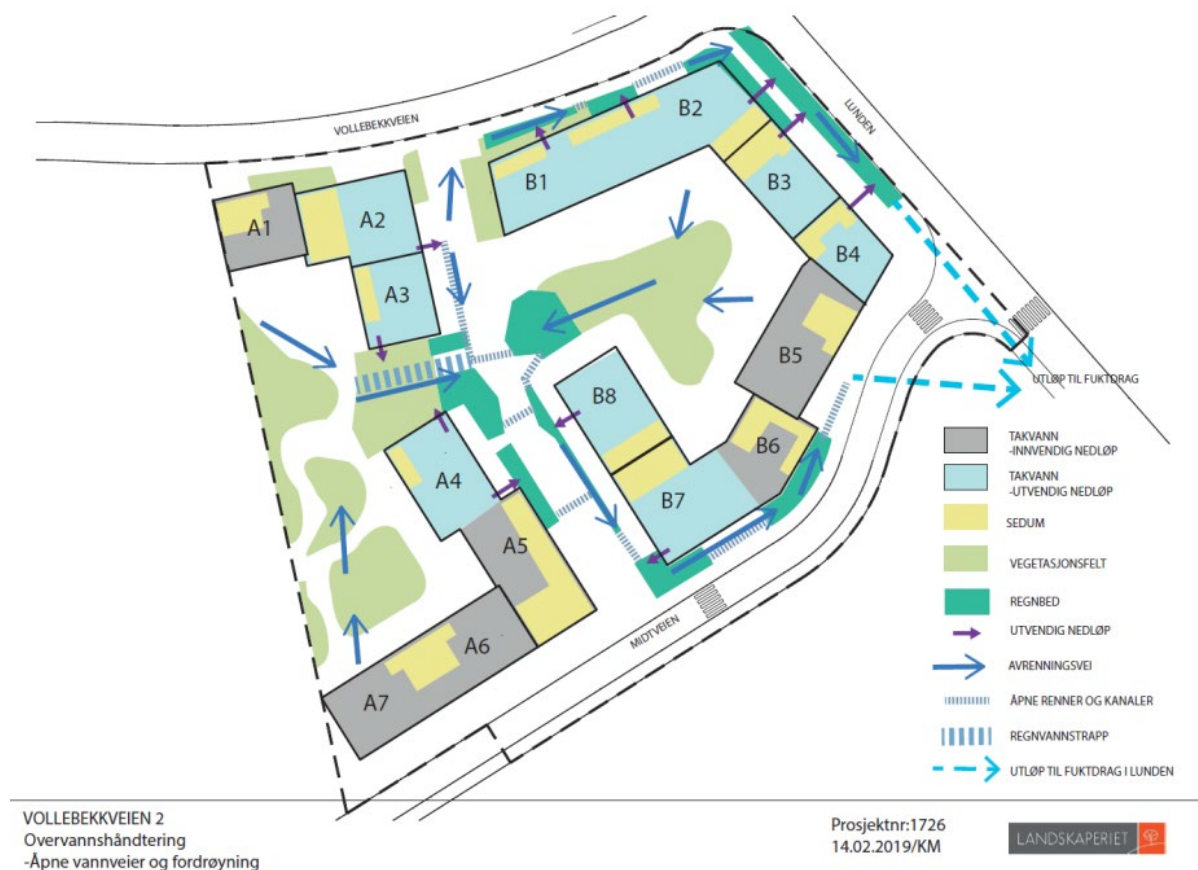 VOLLEBEKKVEIEN
LUNDEN
B2
B1
B3
A1
A2
B4
A3
B5
UTLØP TIL FUKTDRAG
B8
B6
A4
B7
A5
A6
A7
MIDTVEIEN
TAKVANN
-INNVENDIG NEDLØP
TAKVANN
-UTVENDIG NEDLØP
SEDUM
VEGETASJONSFELT
REGNBED
UTVENDIG NEDLØP
AVRENNINGSVEI
ÅPNE RENNER OG KANALER
REGNVANNSTRAPP
UTLØP TIL FUKTDRAG I LUNDEN
VOLLEBEKKVEIEN 2
Overvannshåndtering
-Åpne vannveier og fordrøyning
Prosjektnr:1726
14.02.2019/KM
LANDSKAPERIET